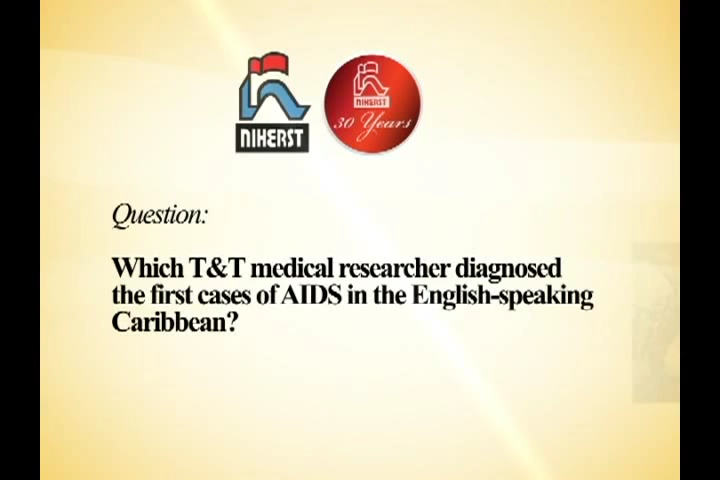 NIHERST
NIHERST
30 Years
Question:
Which T&T medical researcher diagnosed
the first cases of AIDS in the English-speaking
Caribbean?